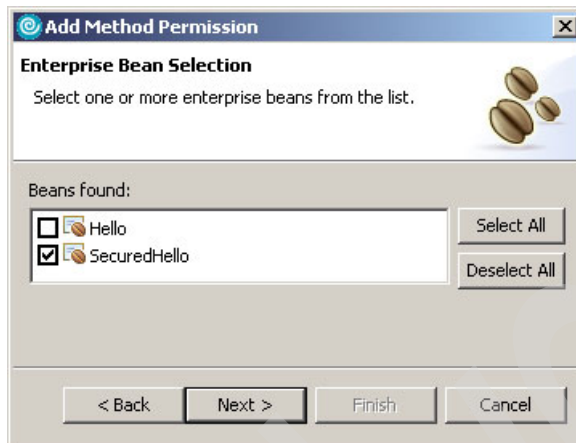 Add Method Permission
Enterprise Bean Selection
Select one or more enterprise beans from the list.
Beans found:
Hello
SecuredHello
Select All
Deselect All
< Back
Next >
Finish
Cancel